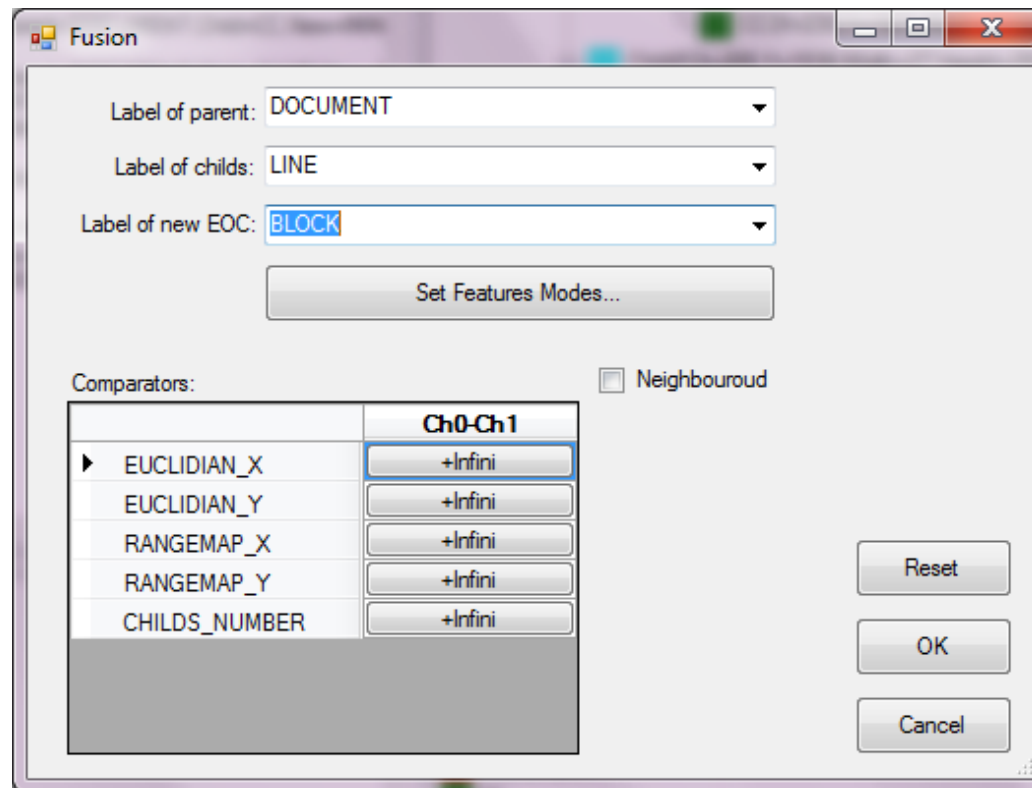 Fusion
Label of parent: DOCUMENT
Label of childs: LINE
Label of new EOC: BLOCK
Set Features Modes...
Comparators:
Neighbouroud
Ch0-Ch1
EUCLIDIAN_X +Infini
EUCLIDIAN_Y +Infini
RANGEMAP_X +Infini
RANGEMAP_Y +Infini
CHILDS_NUMBER +Infini
Reset
OK
Cancel